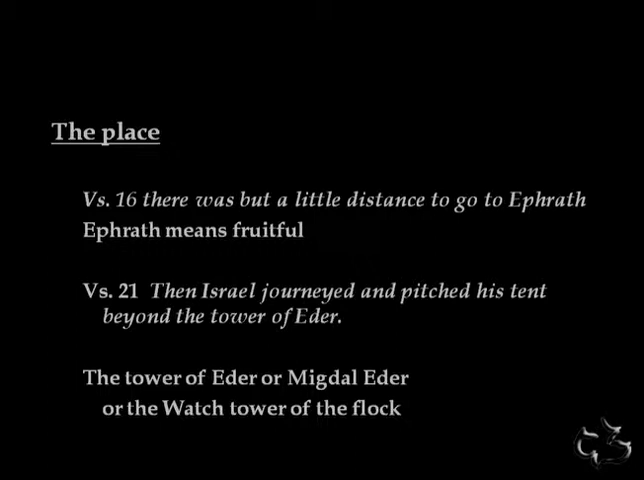 The place
Vs. 16 there was but a little distance to go to Ephrath
Ephrath means fruitful
Vs. 21 Then Israel journeyed and pitched his tent
beyond the tower of Eder.
The tower of Eder or Migdal Eder
or the Watch tower of the flock